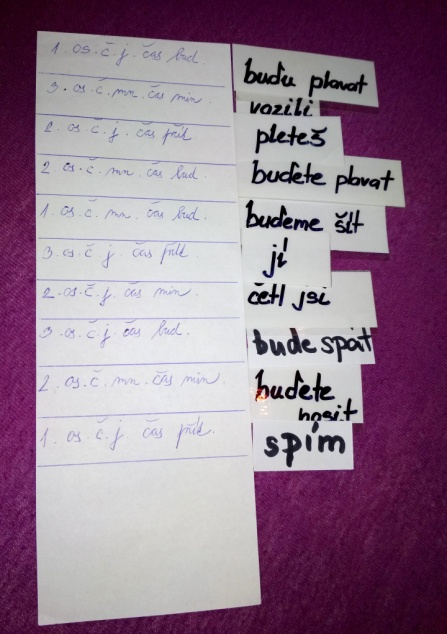 1. os. č. j. čas bud.
budu plavat
3. os. č. mn. čas min.
vozili
2. os. č. j. čas přít.
pleteš
2. os. č. mn. čas bud.
budete plavat
1. os. č. mn. čas bud.
budeme šít
3. os. č. j. čas přít.
jí
2. os. č. j. čas min.
četl jsi
3. os. č. j. čas bud.
bude spát
2. os. č. mn. čas min.
budete
nosit
1. os. č. j. čas přít.
spím